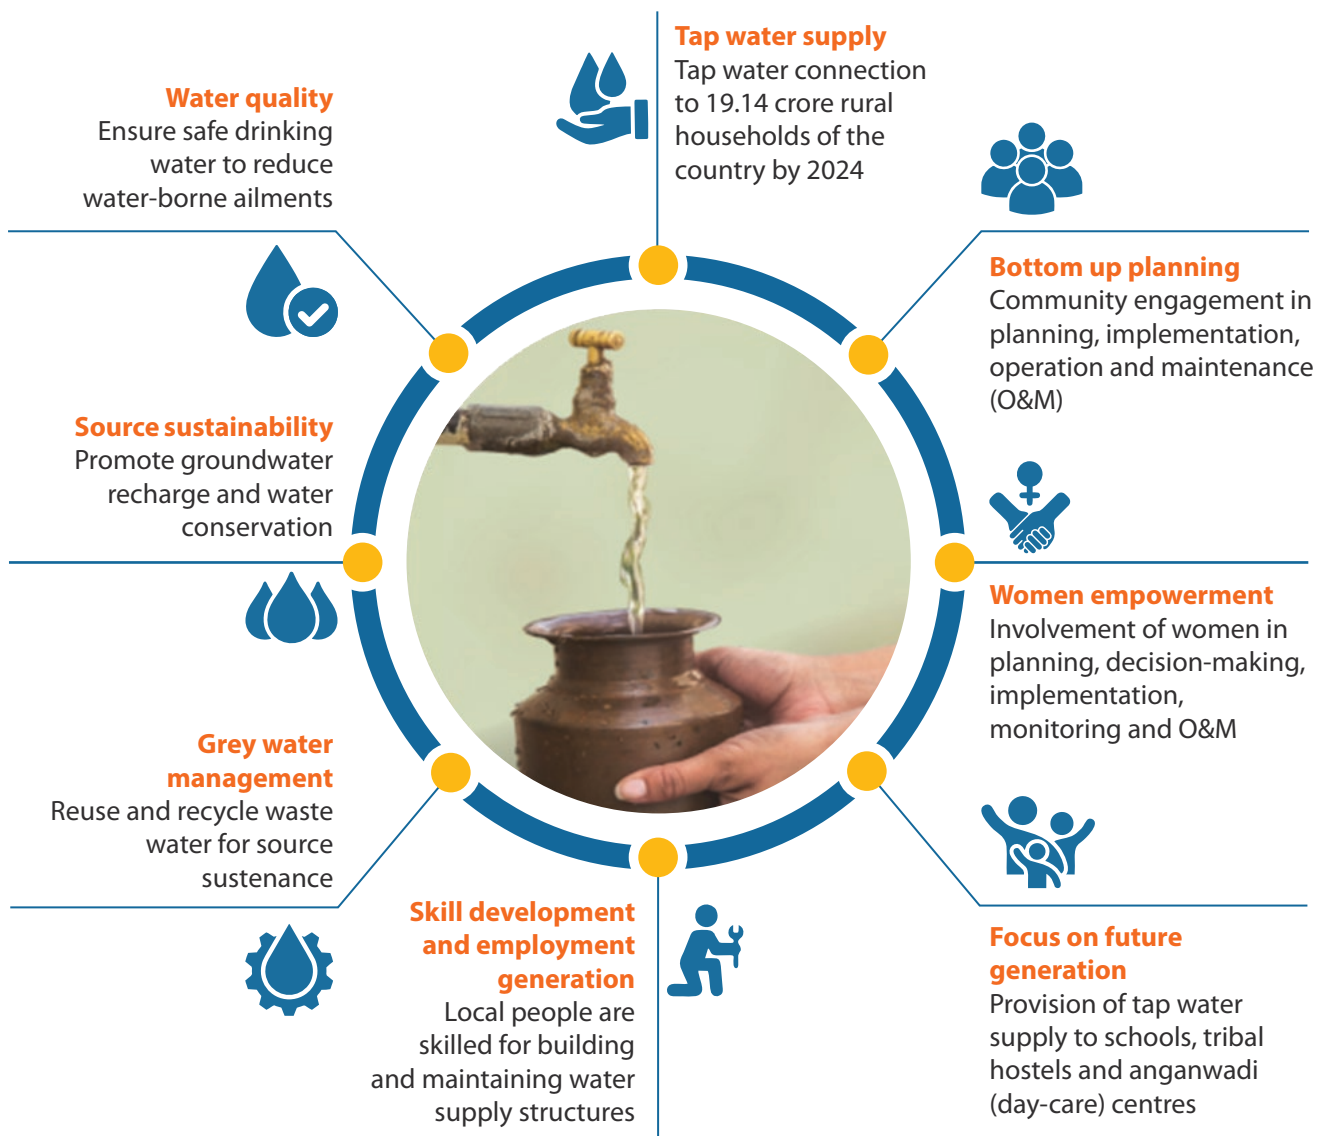 Tap water supply
Tap water connection
to 19.14 crore rural
households of the
country by 2024
Bottom up planning
Community engagement in
planning, implementation,
operation and maintenance
(O&M)
Women empowerment
Involvement of women in
planning, decision-making,
implementation,
monitoring and O&M
Focus on future
generation
Provision of tap water
supply to schools, tribal
hostels and anganwadi
(day-care) centres
Skill development
and employment
generation
Local people are
skilled for building
and maintaining water
supply structures
Grey water
management
Reuse and recycle waste
water for source
sustenance
Source sustainability
Promote groundwater
recharge and water
conservation
Water quality
Ensure safe drinking
water to reduce
water-borne ailments